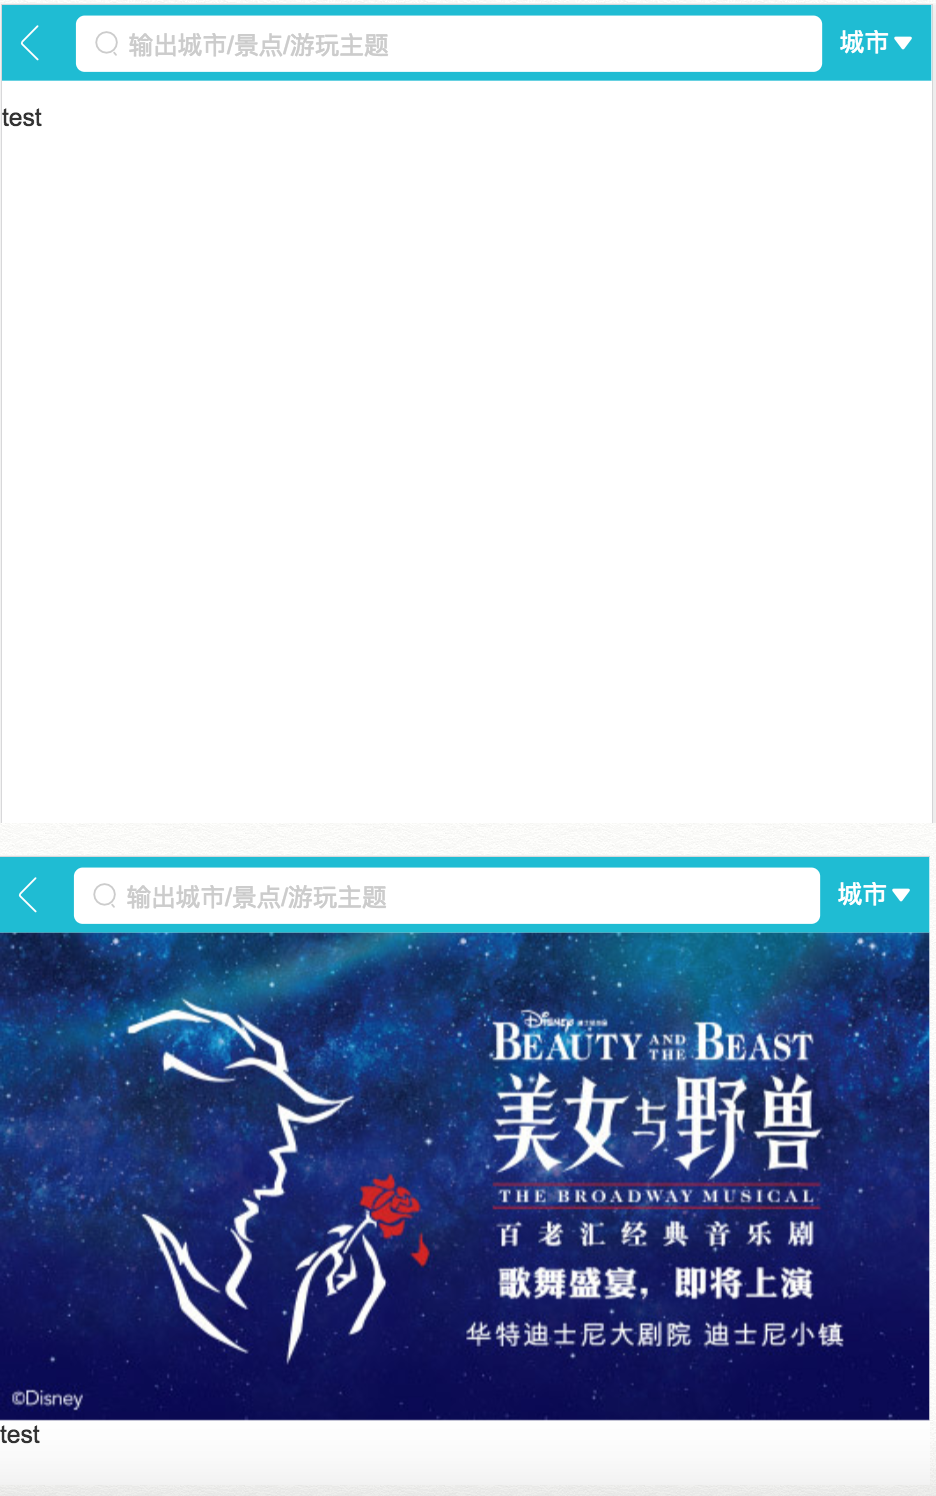 输出城市/景点/游玩主题
城市
test
输出城市/景点/游玩主题
城市
Disney
BEAUTY AND THE BEAST
美女与野兽
THE BROADWAY MUSICAL
百老汇经典音乐剧
歌舞盛宴，即将上演
华特迪士尼大剧院 迪士尼小镇
©Disney
test